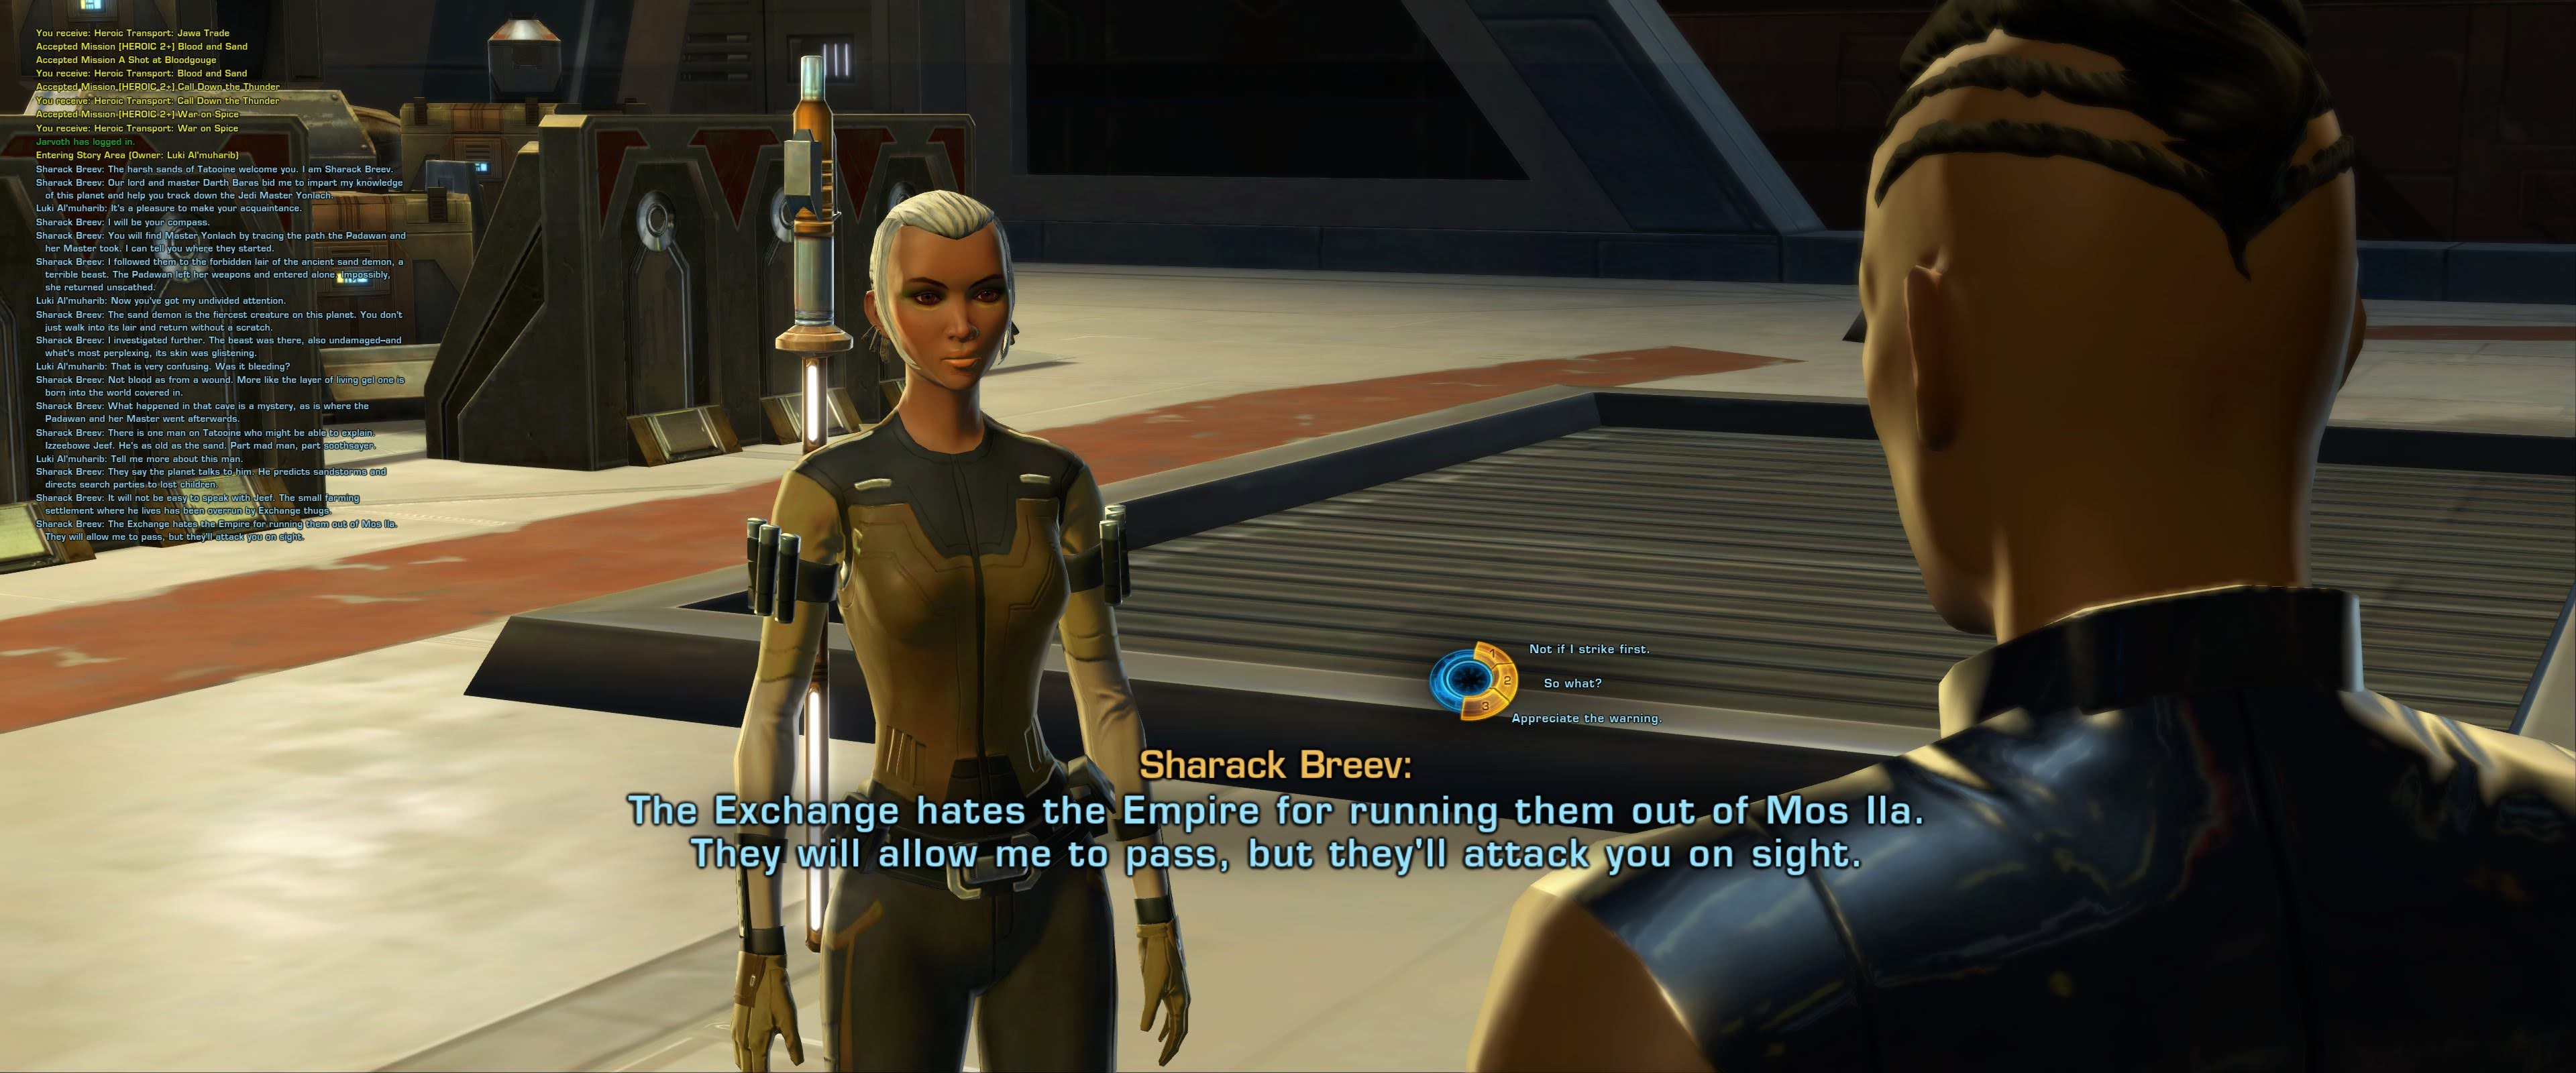 You receive: Heroic Transport: Jawa Trade
Accepted Mission [HEROIC 2+] Blood and Sand
Accepted Mission A Shot at Bloodgouge
You receive: Heroic Transport: Blood and Sand
Accepted Mission [HEROIC 2+] Call Down the Thunder
You receive: Heroic Transport: Call Down the Thunder
Accepted Mission [HEROIC 2+] War on Spice
You receive: Heroic Transport: War on Spice
Jarvoth has logged in.
Entering Story Area [Owner: Luki Al'muharib]
Sharack Breev: The harsh sands of Tatooine welcome you. I am Sharack Breev.
Sharack Breev: Our lord and master Darth Baras bid me to impart my knowledge
of this planet and help you track down the Jedi Master Yonlach.
Luki Al'muharib: It's a pleasure to make your acquaintance.
Sharack Breev: I will be your compass.
Sharack Breev: You will find Master Yonlach by tracing the path the Padawan and
her Master took. I can tell you where they started.
Sharack Breev: I followed them to the forbidden lair of the ancient sand demon, a
terrible beast. The Padawan left her weapons and entered alone. Impossibly,
she returned unscathed.
Luki Al'muharib: Now you've got my undivided attention.
Sharack Breev: The sand demon is the fiercest creature on this planet. You don't
just walk into its lair and return without a scratch.
Sharack Breev: I investigated further. The beast was there, also undamaged—and
what's most perplexing, its skin was glistening.
Luki Al'muharib: That is very confusing. Was it bleeding?
Sharack Breev: Not blood as from a wound. More like the layer of living gel one is
born into the world covered in.
Sharack Breev: What happened in that cave is a mystery, as is where the
Padawan and her Master went afterwards.
Sharack Breev: There is one man on Tatooine who might be able to explain.
Izzeebowe Jeef. He's as old as the sand. Part mad man, part soothsayer.
Luki Al'muharib: Tell me more about this man.
Sharack Breev: They say the planet talks to him. He predicts sandstorms and
directs search parties to lost children.
Sharack Breev: It will not be easy to speak with Jeef. The small farming
settlement where he lives has been overrun by Exchange thugs.
Sharack Breev: The Exchange hates the Empire for running them out of Mos Ila.
They will allow me to pass, but they'll attack you on sight.
1 Not if I strike first.
2 So what?
3 Appreciate the warning.
Sharack Breev:
The Exchange hates the Empire for running them out of Mos Ila.
They will allow me to pass, but they'll attack you on sight.